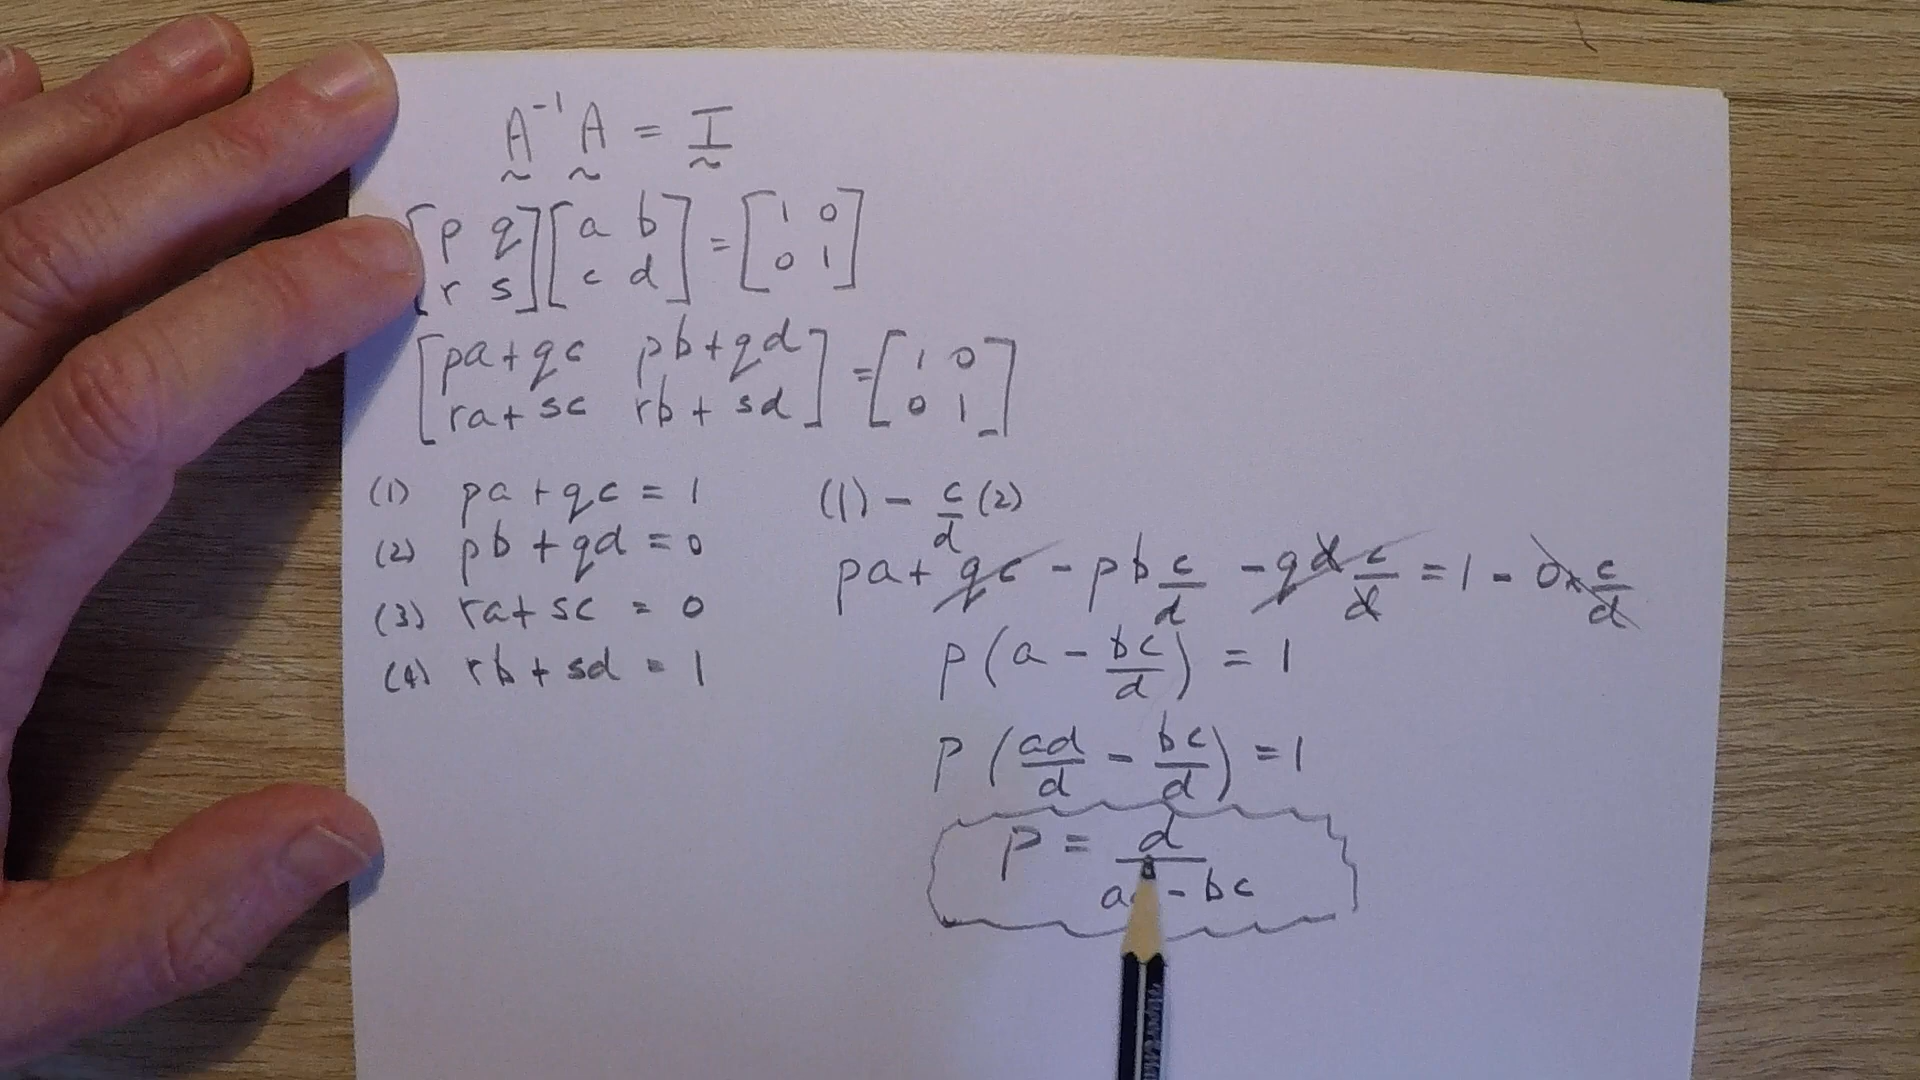 A⁻¹ A = I
[p q; r s] [a b; c d] = [1 0; 0 1]
[pa + qc pb + qd; ra + sc rb + sd] = [1 0; 0 1]
(1) pa + qc = 1
(2) pb + qd = 0
(3) ra + sc = 0
(4) rb + sd = 1
(1) - c/d (2)
pa + qc - pb c/d - qd c/d = 1 - 0 × c/d
p(a - bc/d) = 1
p(ad/d - bc/d) = 1
p = d/(ad - bc)